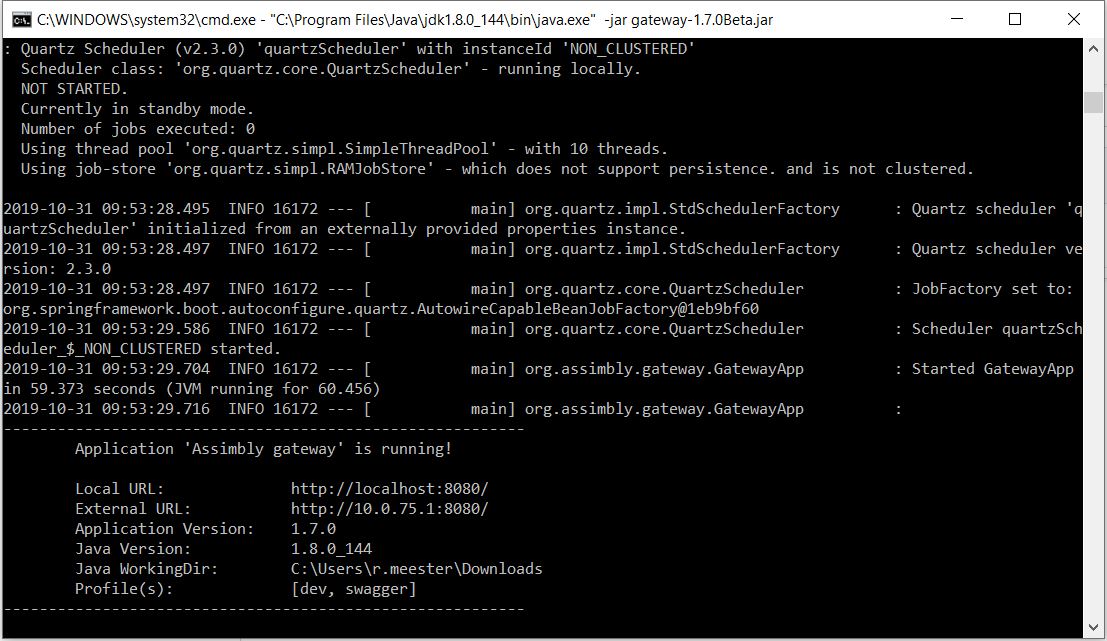 C:\WINDOWS\system32\cmd.exe - "C:\Program Files\Java\jdk1.8.0_144\bin\java.exe"  -jar gateway-1.7.0Beta.jar
: Quartz Scheduler (v2.3.0) 'quartzScheduler' with instanceId 'NON_CLUSTERED'
  Scheduler class: 'org.quartz.core.QuartzScheduler' - running locally.
  NOT STARTED.
  Currently in standby mode.
  Number of jobs executed: 0
  Using thread pool 'org.quartz.simpl.SimpleThreadPool' - with 10 threads.
  Using job-store 'org.quartz.simpl.RAMJobStore' - which does not support persistence. and is not clustered.

2019-10-31 09:53:28.495  INFO 16172 --- [           main] org.quartz.impl.StdSchedulerFactory      : Quartz scheduler 'q
uartzScheduler' initialized from an externally provided properties instance.
2019-10-31 09:53:28.497  INFO 16172 --- [           main] org.quartz.impl.StdSchedulerFactory      : Quartz scheduler ve
rsion: 2.3.0
2019-10-31 09:53:28.497  INFO 16172 --- [           main] org.quartz.core.QuartzScheduler          : JobFactory set to: 
org.springframework.boot.autoconfigure.quartz.AutowireCapableBeanJobFactory@1eb9bf60
2019-10-31 09:53:29.586  INFO 16172 --- [           main] org.quartz.core.QuartzScheduler          : Scheduler quartzSch
eduler_$_NON_CLUSTERED started.
2019-10-31 09:53:29.704  INFO 16172 --- [           main] org.assimbly.gateway.GatewayApp          : Started GatewayApp 
in 59.373 seconds (JVM running for 60.456)
2019-10-31 09:53:29.716  INFO 16172 --- [           main] org.assimbly.gateway.GatewayApp          :
----------------------------------------------------------
        Application 'Assimbly gateway' is running!

        Local URL:              http://localhost:8080/
        External URL:           http://10.0.75.1:8080/
        Application Version:    1.7.0
        Java Version:           1.8.0_144
        Java WorkingDir:        C:\Users\r.meester\Downloads
        Profile(s):             [dev, swagger]
----------------------------------------------------------